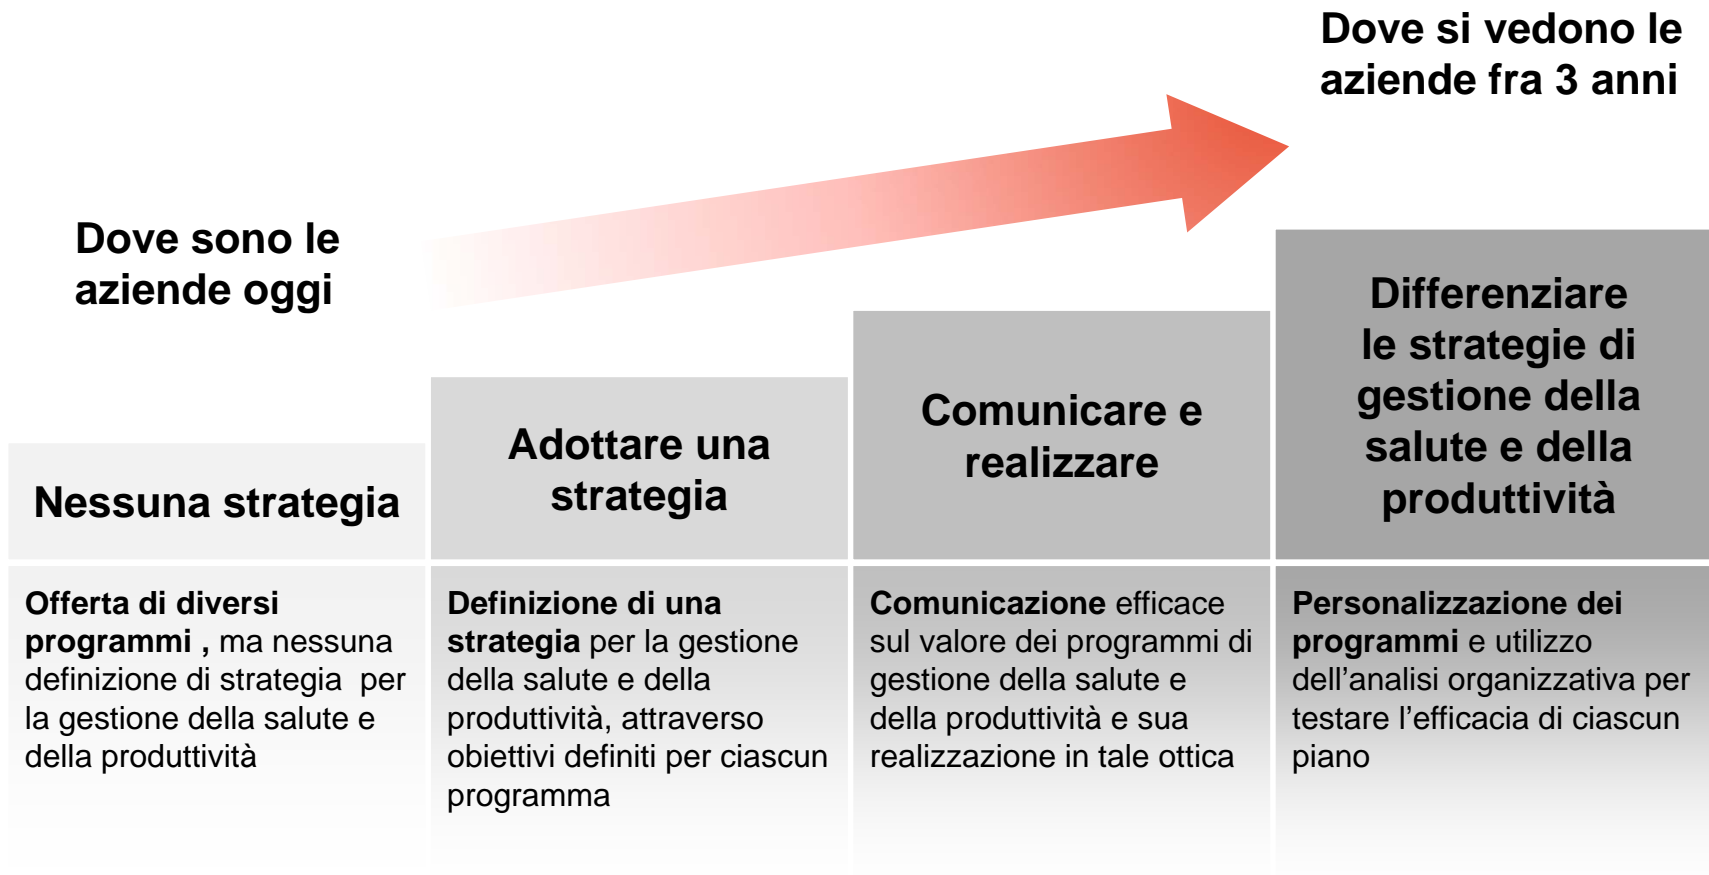 Dove si vedono le
aziende fra 3 anni
Dove sono le
aziende oggi
Nessuna strategia
Adottare una
strategia
Comunicare e
realizzare
Differenziare
le strategie di
gestione della
salute e della
produttività
Offerta di diversi
programmi , ma nessuna
definizione di strategia  per
la gestione della salute e
della produttività
Definizione di una
strategia per la gestione
della salute e della
produttività, attraverso
obiettivi definiti per ciascun
programma
Comunicazione efficace
sul valore dei programmi di
gestione della salute e
della produttività e sua
realizzazione in tale ottica
Personalizzazione dei
programmi e utilizzo
dell’analisi organizzativa per
testare l’efficacia di ciascun
piano